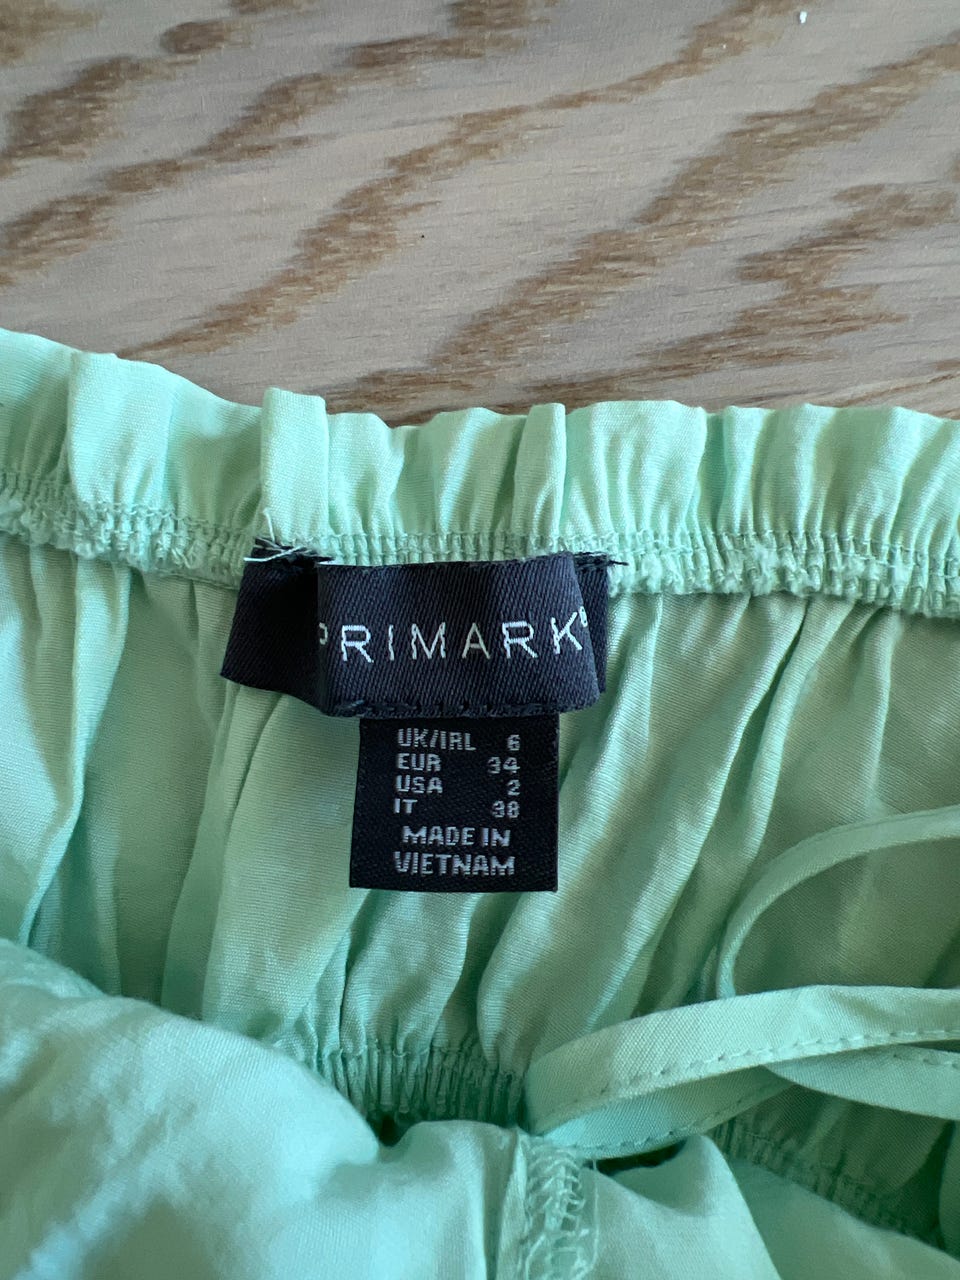 PRIMARK®
UK/IRL 6
EUR 34
USA 2
IT 38
MADE IN
VIETNAM